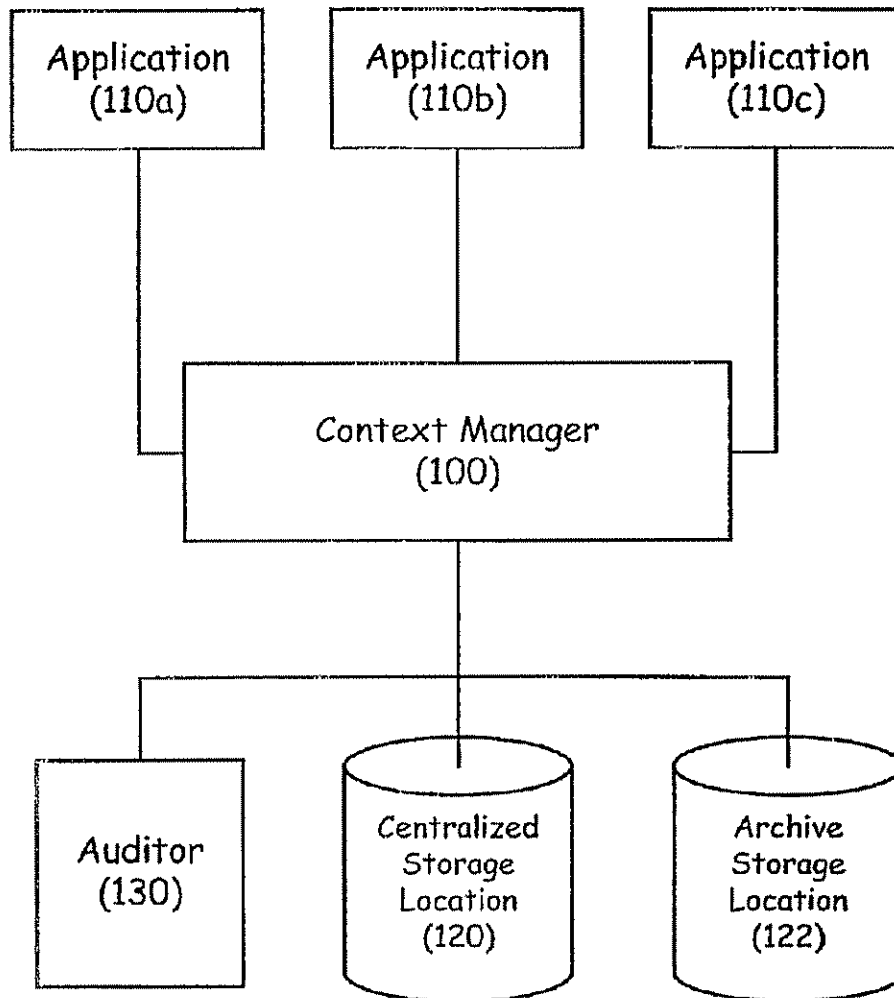 Application
(110a)
Application
(110b)
Application
(110c)
Context Manager
(100)
Auditor
(130)
Centralized
Storage
Location
(120)
Archive
Storage
Location
(122)